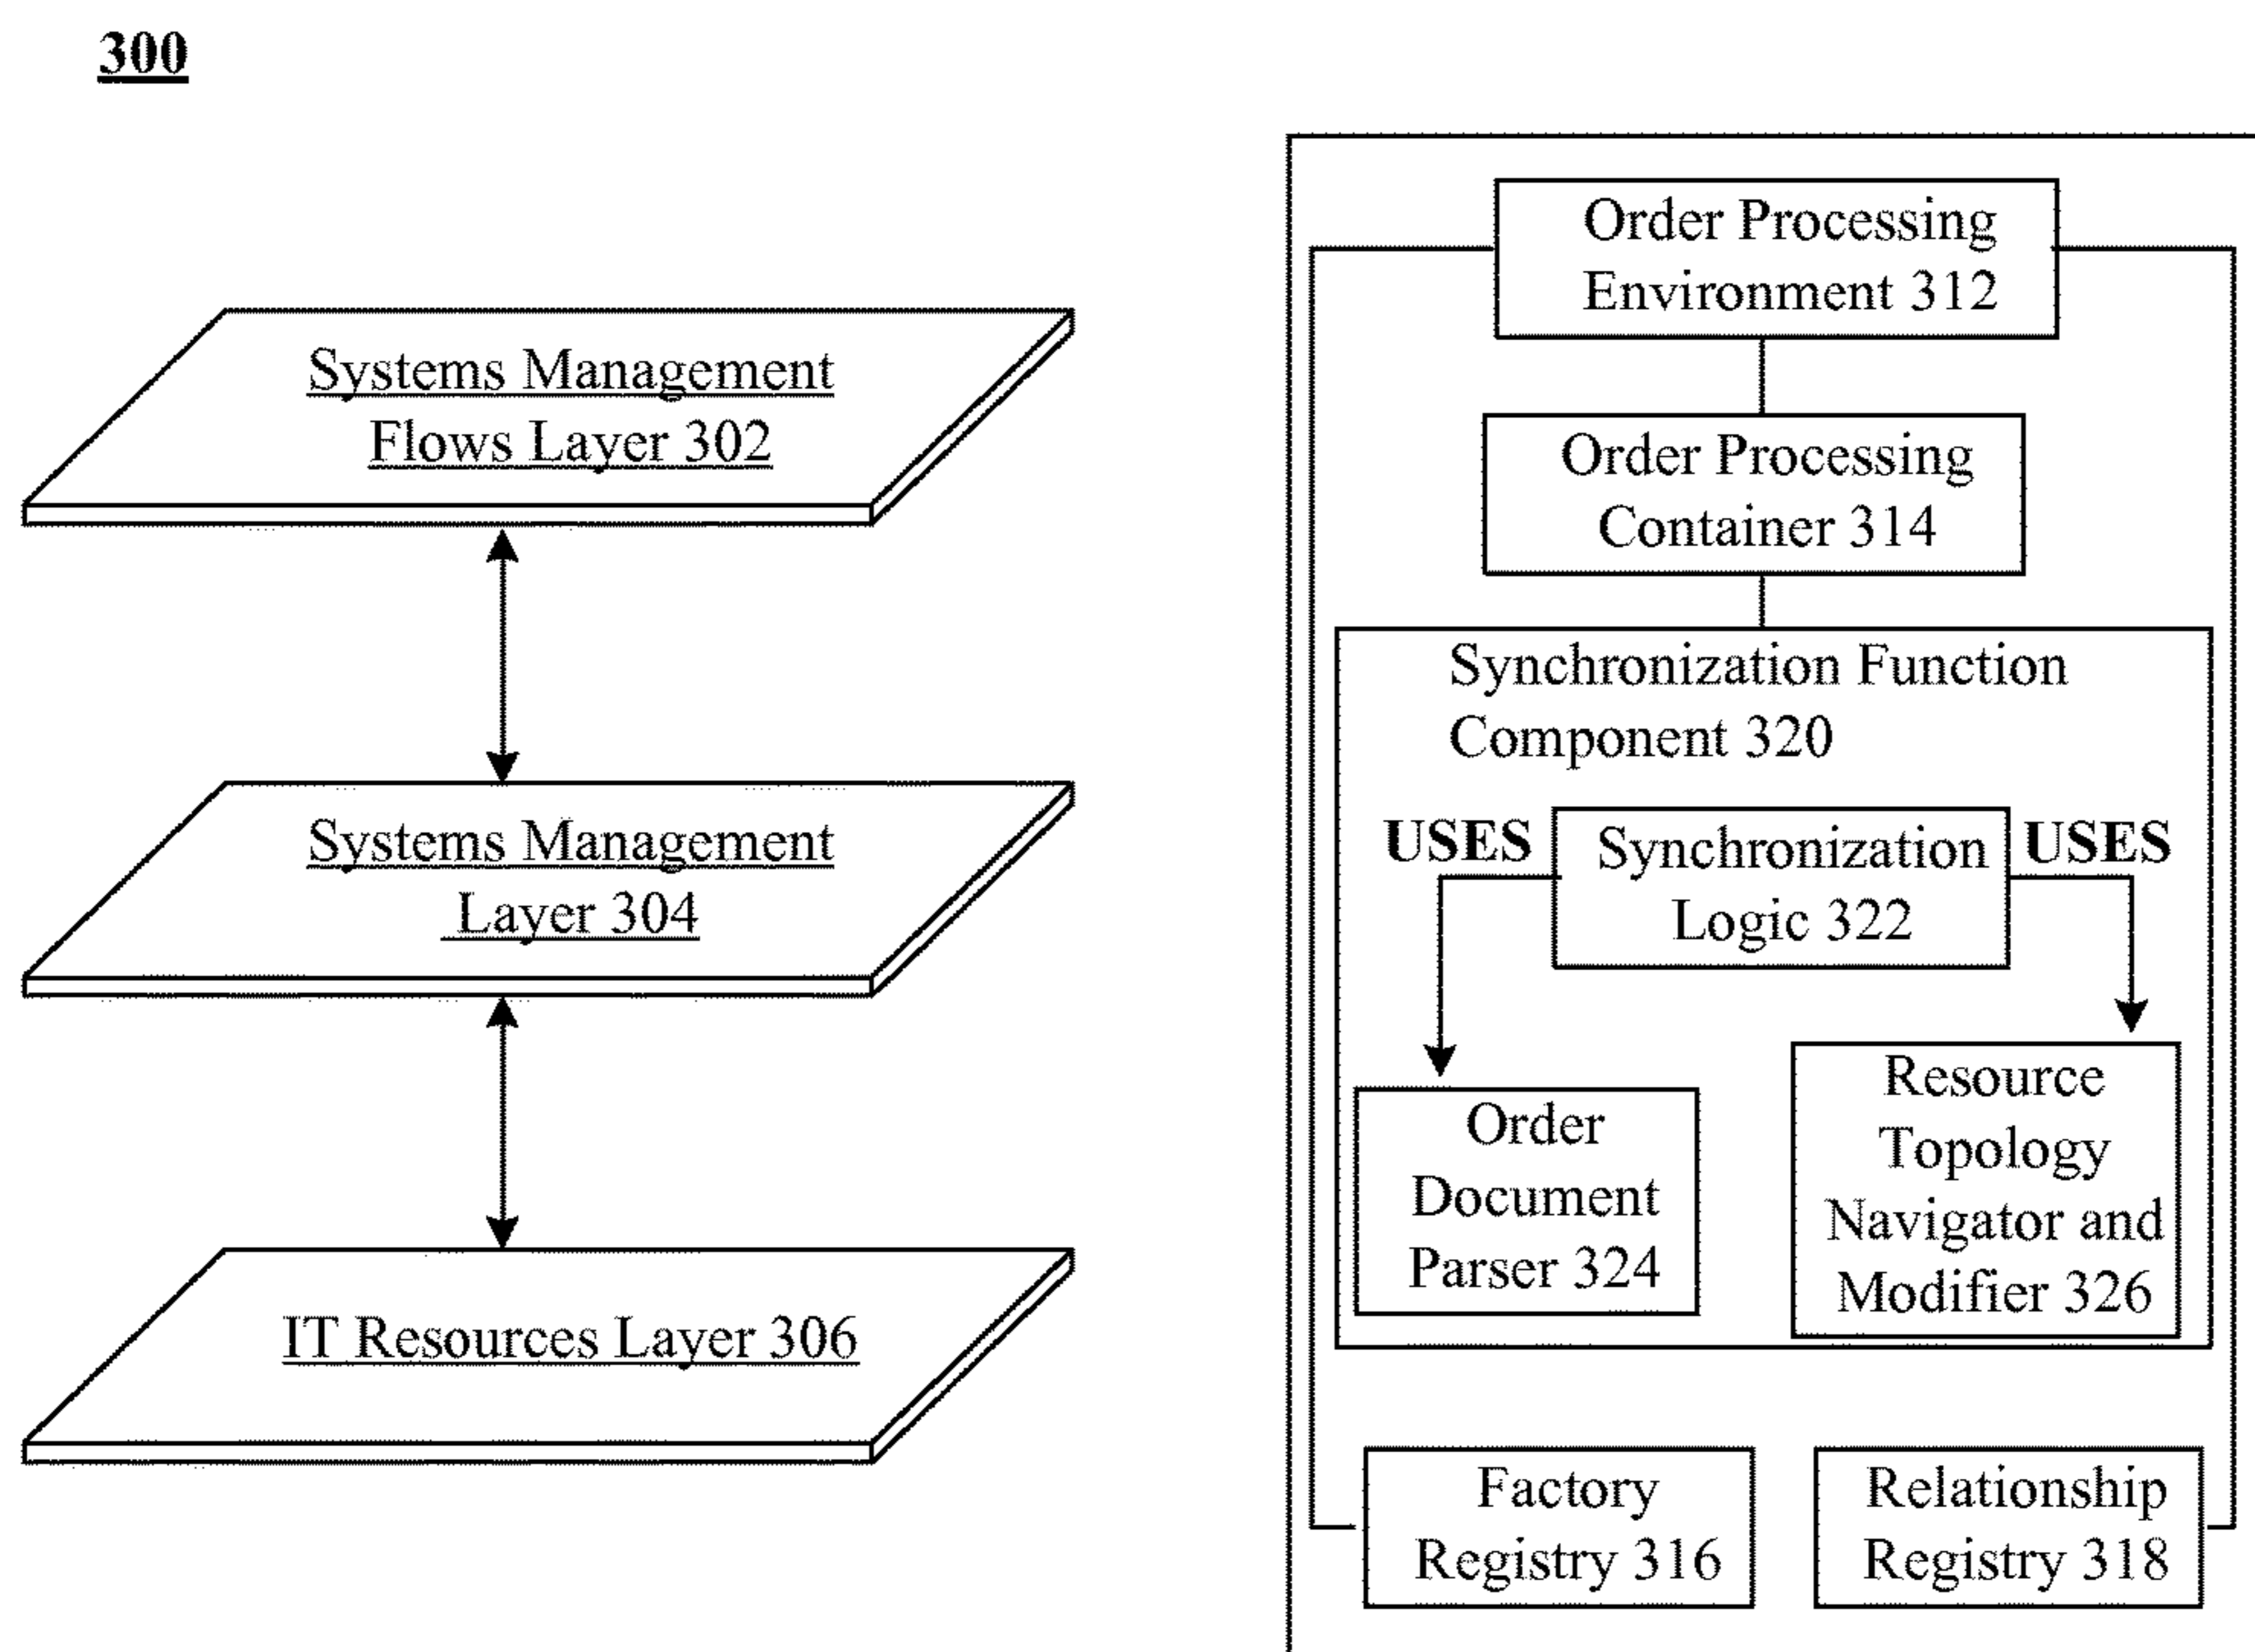 300
Systems Management
Flows Layer 302
Systems Management
Layer 304
IT Resources Layer 306
Order Processing
Environment 312
Order Processing
Container 314
Synchronization Function
Component 320
USES
Synchronization
Logic 322
USES
Order
Document
Parser 324
Resource
Topology
Navigator and
Modifier 326
Factory
Registry 316
Relationship
Registry 318